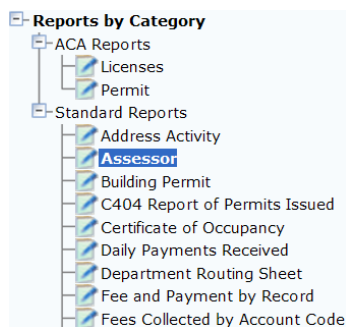 Reports by Category
ACA Reports
Licenses
Permit
Standard Reports
Address Activity
Assessor
Building Permit
C404 Report of Permits Issued
Certificate of Occupancy
Daily Payments Received
Department Routing Sheet
Fee and Payment by Record
Fees Collected by Account Code